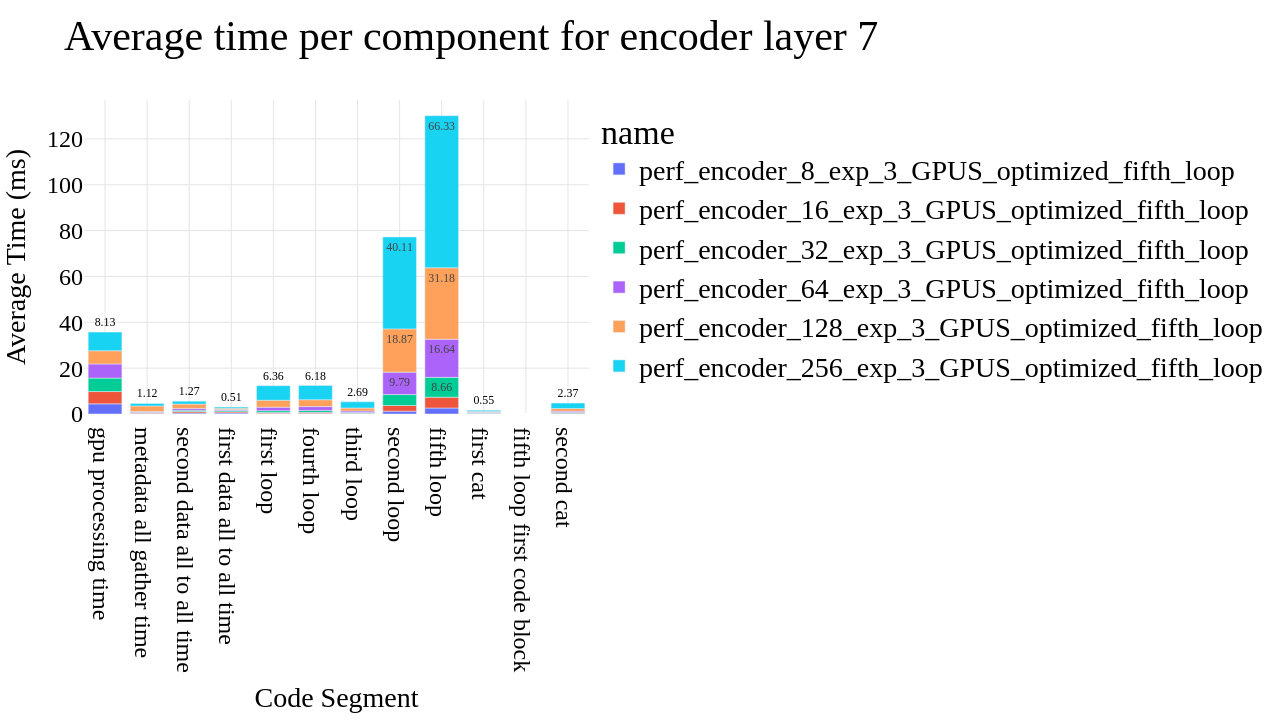 Average time per component for encoder layer 7
Average Time (ms)
120
100
80
60
40
20
0
8.13
1.12
1.27
0.51
6.36
6.18
2.69
40.11
18.87
9.79
66.33
31.18
16.64
8.66
0.55
2.37
gpu processing time
metadata all gather time
second data all to all time
first data all to all time
first loop
fourth loop
third loop
second loop
fifth loop
first cat
fifth loop first code block
second cat
Code Segment
name
perf_encoder_8_exp_3_GPUS_optimized_fifth_loop
perf_encoder_16_exp_3_GPUS_optimized_fifth_loop
perf_encoder_32_exp_3_GPUS_optimized_fifth_loop
perf_encoder_64_exp_3_GPUS_optimized_fifth_loop
perf_encoder_128_exp_3_GPUS_optimized_fifth_loop
perf_encoder_256_exp_3_GPUS_optimized_fifth_loop